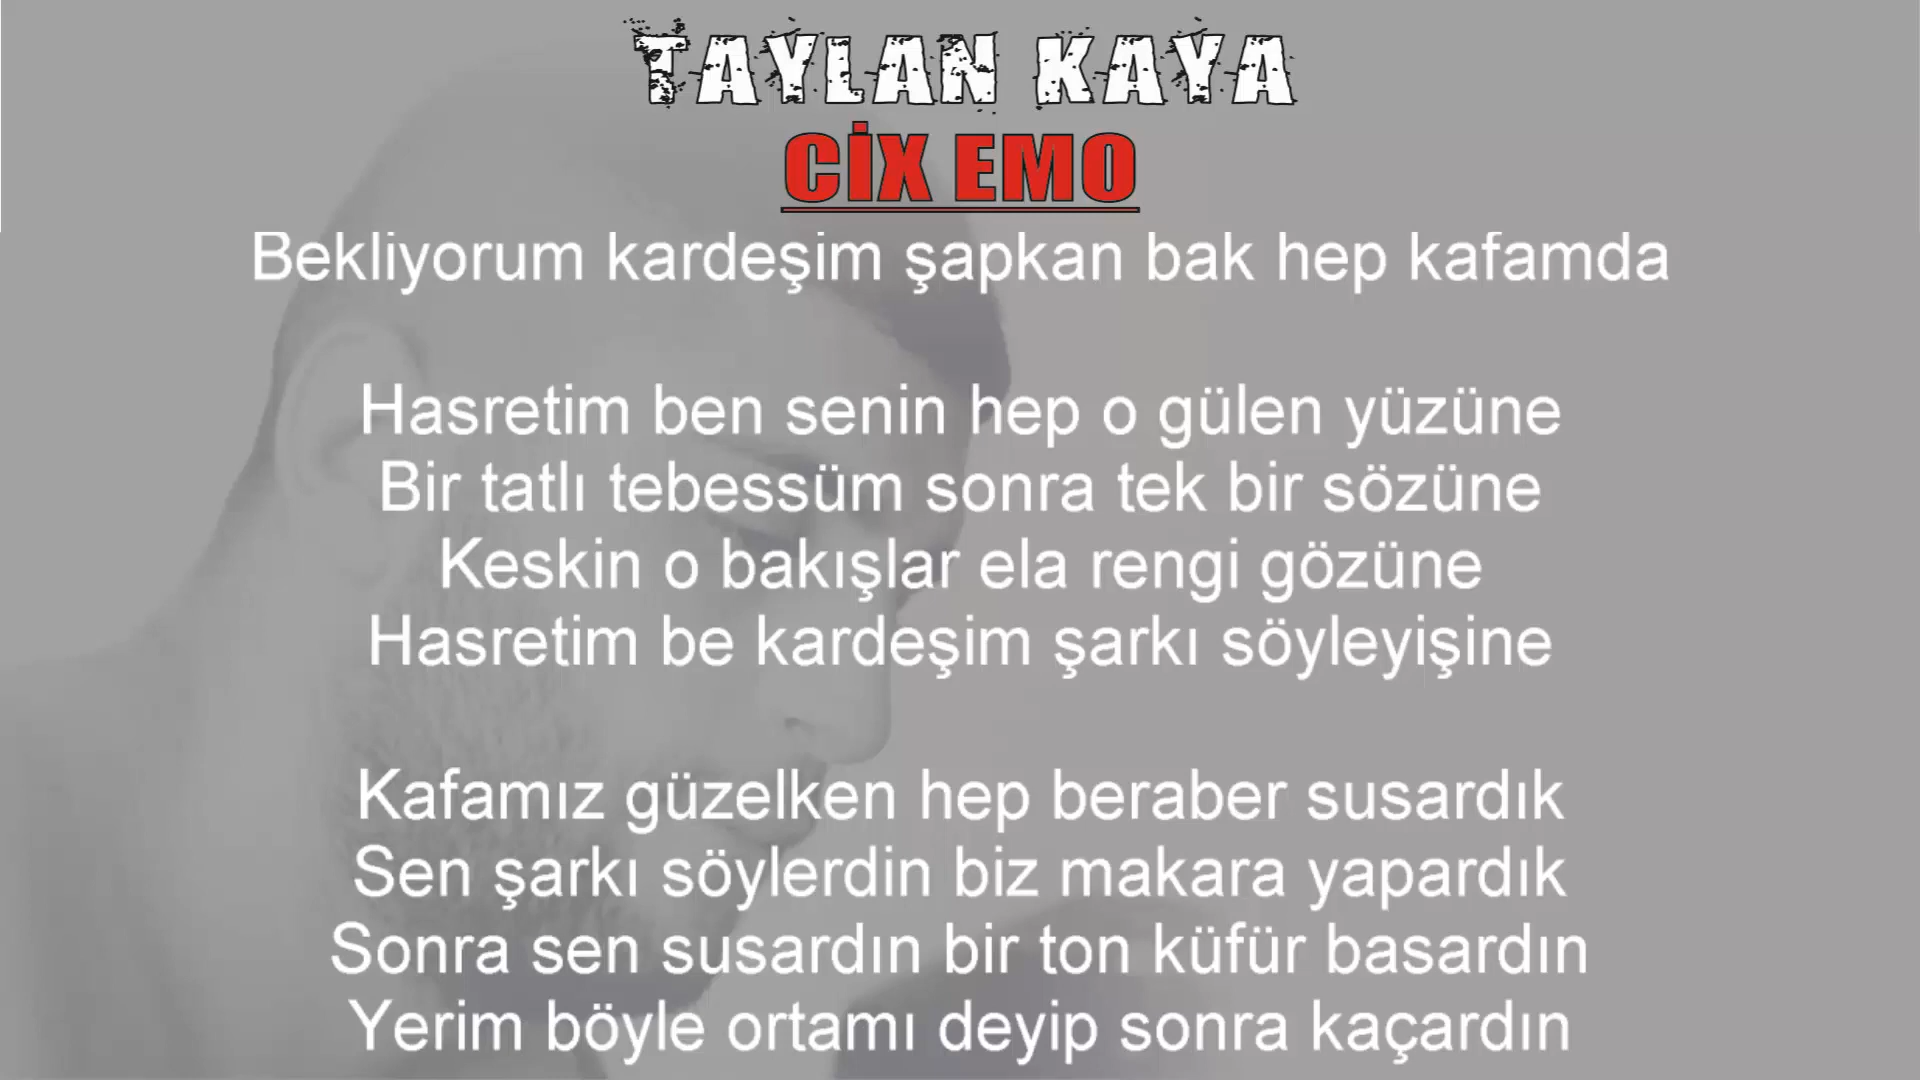 TAYLAN KAYA
CİX EMO
Bekliyorum kardeşim şapkan bak hep kafamda
Hasretim ben senin hep o gülen yüzüne
Bir tatlı tebessüm sonra tek bir sözüne
Keskin o bakışlar ela rengi gözüne
Hasretim be kardeşim şarkı söyleyişine
Kafamız güzelken hep beraber susardık
Sen şarkı söylerdin biz makara yapardık
Sonra sen susardın bir ton küfür basardın
Yerim böyle ortamı deyip sonra kaçardın